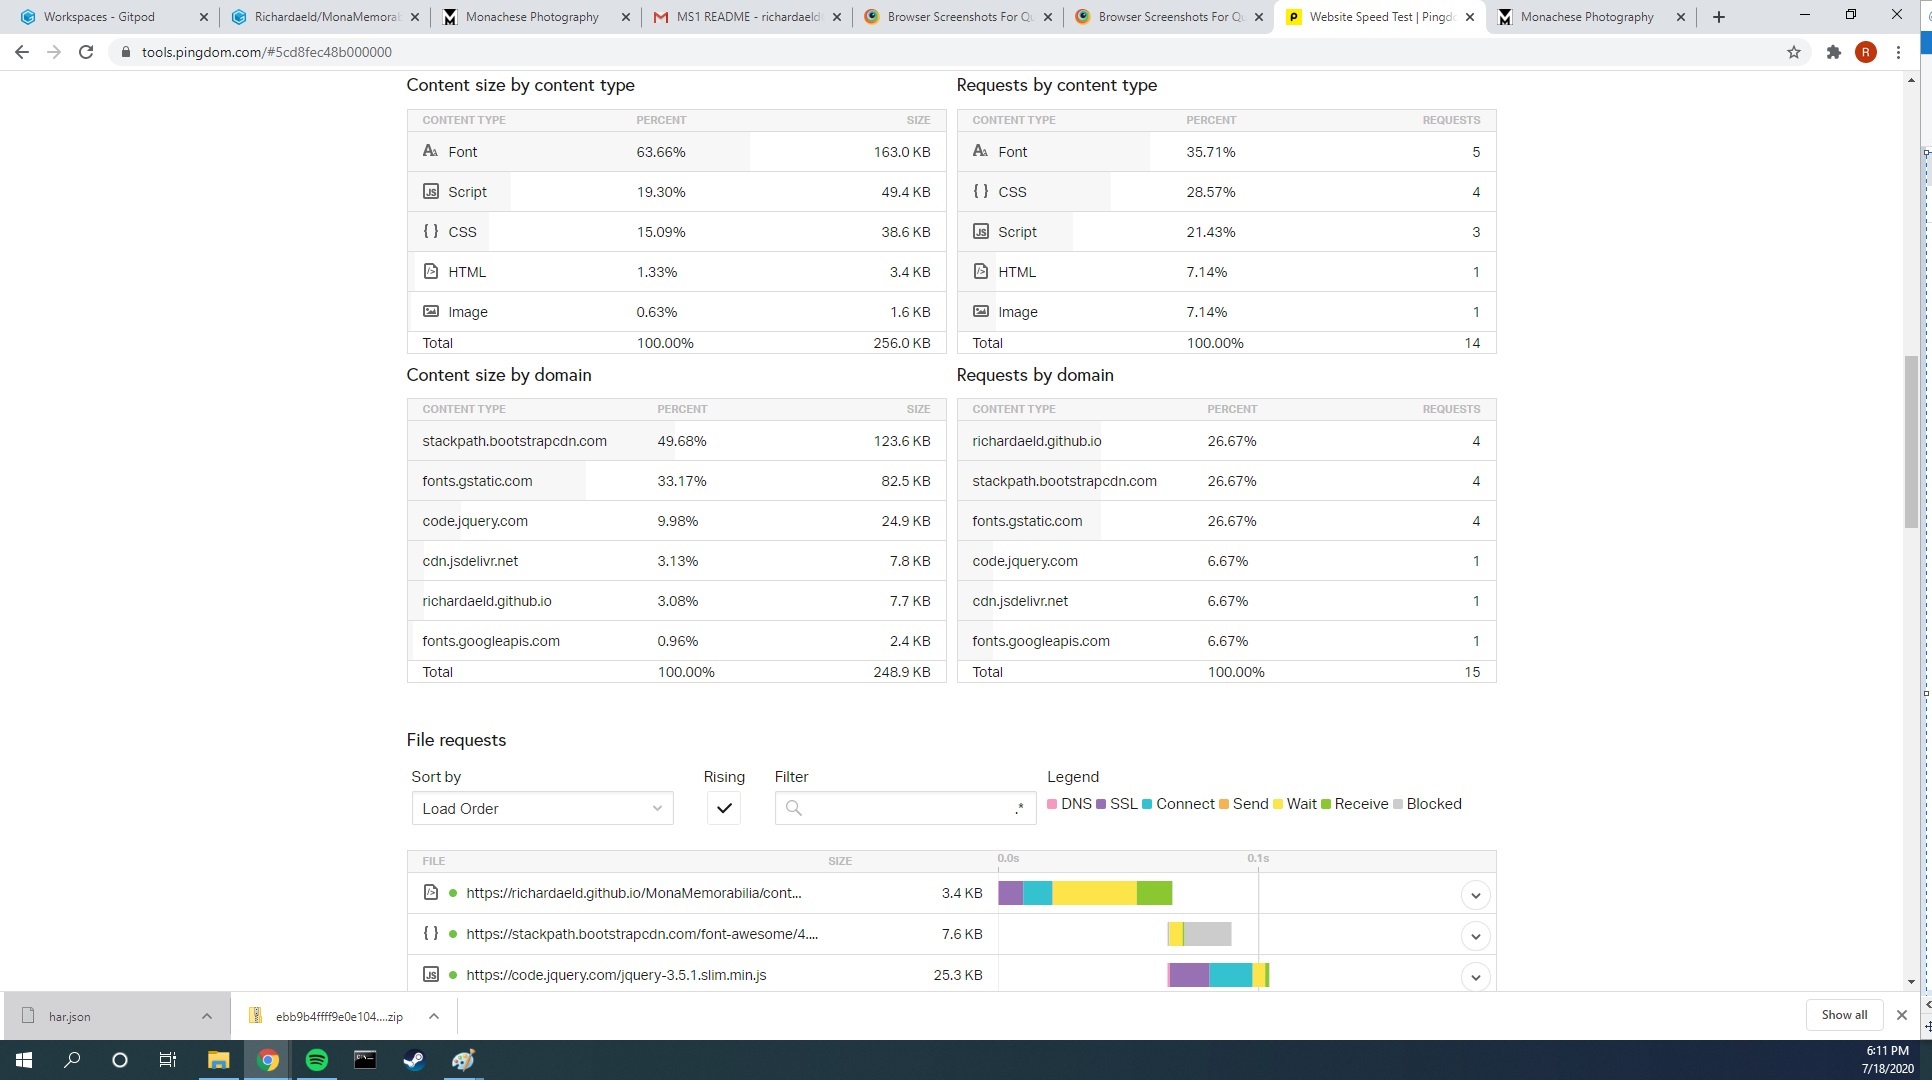 Workspaces - Gitpod
Richardaeld/MonaMemorab
Monachese Photography
MS1 README - richardaeld
Browser Screenshots For Qu
Browser Screenshots For Qu
Website Speed Test | Pingdo
Monachese Photography
tools.pingdom.com/#5cd8fec48b000000
R
Content size by content type
CONTENT TYPE PERCENT SIZE
Font 63.66% 163.0 KB
Script 19.30% 49.4 KB
CSS 15.09% 38.6 KB
HTML 1.33% 3.4 KB
Image 0.63% 1.6 KB
Total 100.00% 256.0 KB
Requests by content type
CONTENT TYPE PERCENT REQUESTS
Font 35.71% 5
CSS 28.57% 4
Script 21.43% 3
HTML 7.14% 1
Image 7.14% 1
Total 100.00% 14
Content size by domain
CONTENT TYPE PERCENT SIZE
stackpath.bootstrapcdn.com 49.68% 123.6 KB
fonts.gstatic.com 33.17% 82.5 KB
code.jquery.com 9.98% 24.9 KB
cdn.jsdelivr.net 3.13% 7.8 KB
richardaeld.github.io 3.08% 7.7 KB
fonts.googleapis.com 0.96% 2.4 KB
Total 100.00% 248.9 KB
Requests by domain
CONTENT TYPE PERCENT REQUESTS
richardaeld.github.io 26.67% 4
stackpath.bootstrapcdn.com 26.67% 4
fonts.gstatic.com 26.67% 4
code.jquery.com 6.67% 1
cdn.jsdelivr.net 6.67% 1
fonts.googleapis.com 6.67% 1
Total 100.00% 15
File requests
Sort by Rising Filter Legend
Load Order .* DNS SSL Connect Send Wait Receive Blocked
FILE SIZE 0.0s 0.1s
https://richardaeld.github.io/MonaMemorabilia/cont... 3.4 KB
https://stackpath.bootstrapcdn.com/font-awesome/4.... 7.6 KB
JS https://code.jquery.com/jquery-3.5.1.slim.min.js 25.3 KB
har.json
ebb9b4ffff9e0e104....zip
Show all
6:11 PM
7/18/2020